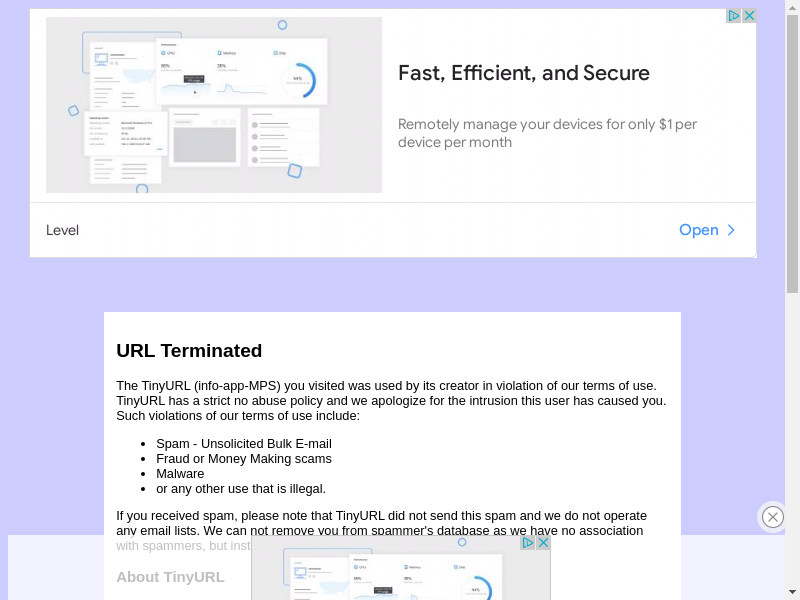 Fast, Efficient, and Secure
Remotely manage your devices for only $1 per
device per month
Level
Open
URL Terminated
The TinyURL (info-app-MPS) you visited was used by its creator in violation of our terms of use.
TinyURL has a strict no abuse policy and we apologize for the intrusion this user has caused you.
Such violations of our terms of use include:
• Spam - Unsolicited Bulk E-mail
• Fraud or Money Making scams
• Malware
• or any other use that is illegal.
If you received spam, please note that TinyURL did not send this spam and we do not operate
any email lists. We can not remove you from spammer's database as we have no association
with spammers, but inst
About TinyURL